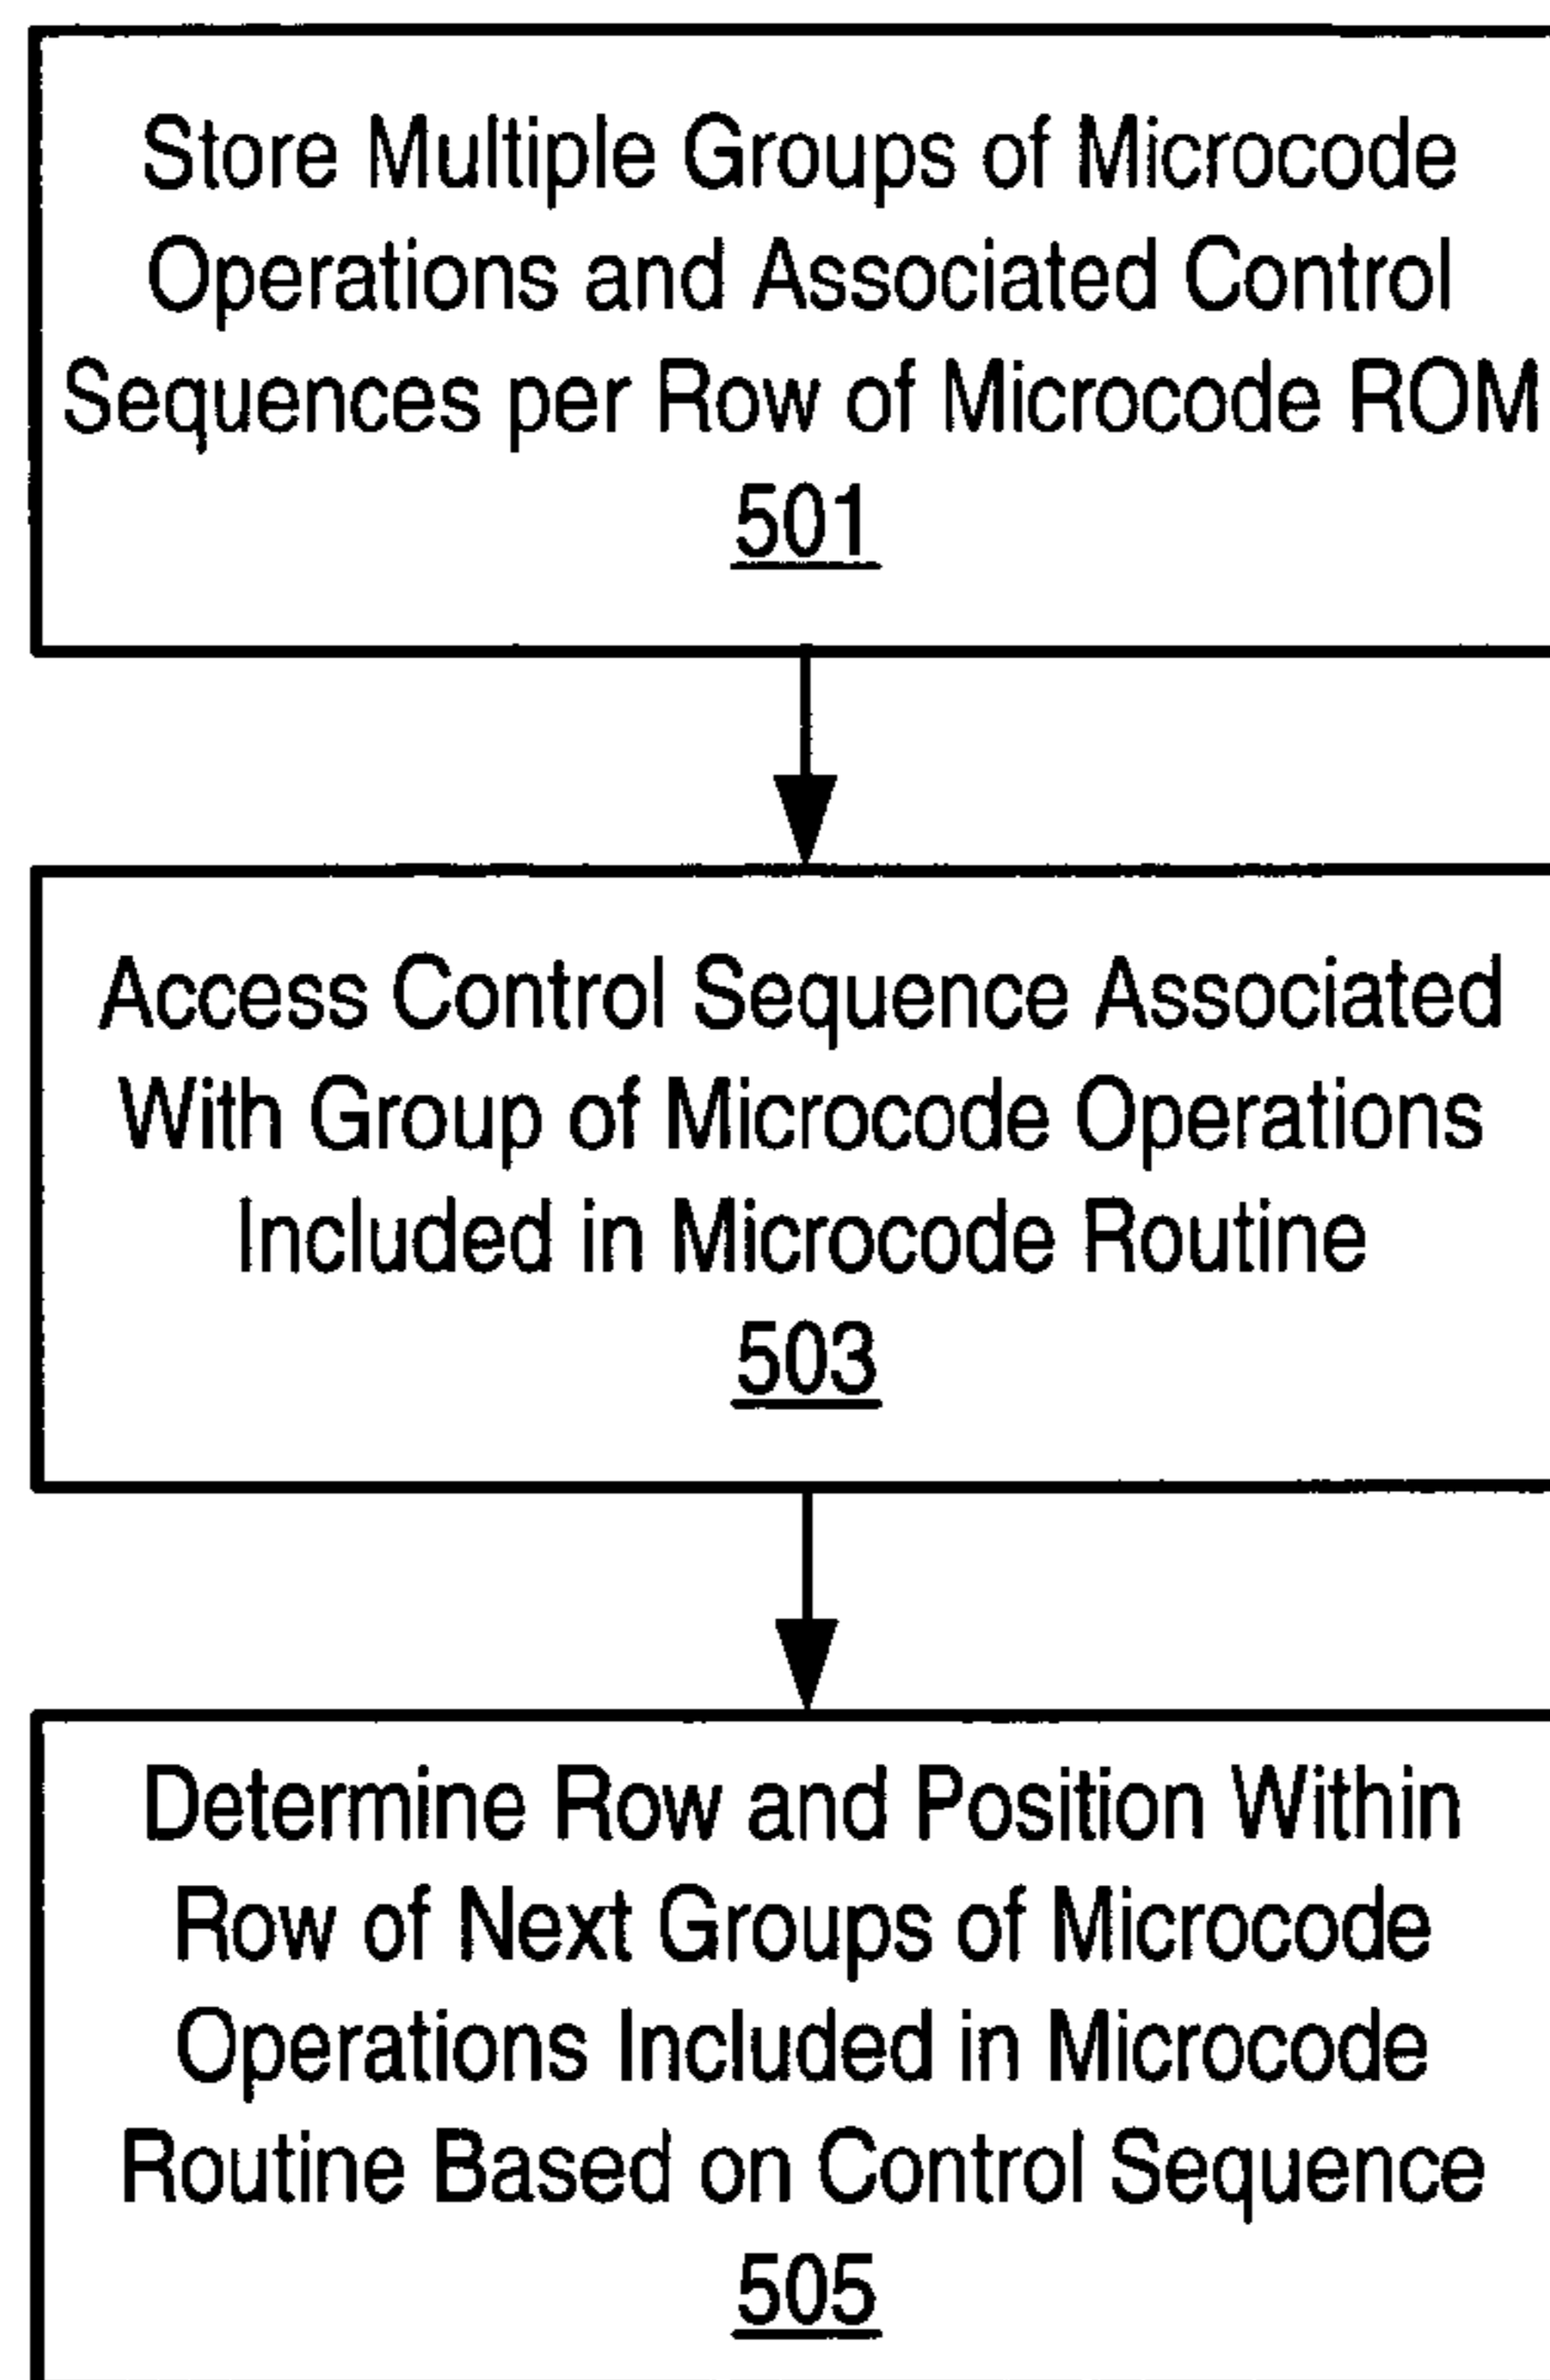 Store Multiple Groups of Microcode
Operations and Associated Control
Sequences per Row of Microcode ROM
501
Access Control Sequence Associated
With Group of Microcode Operations
Included in Microcode Routine
503
Determine Row and Position Within
Row of Next Groups of Microcode
Operations Included in Microcode
Routine Based on Control Sequence
505